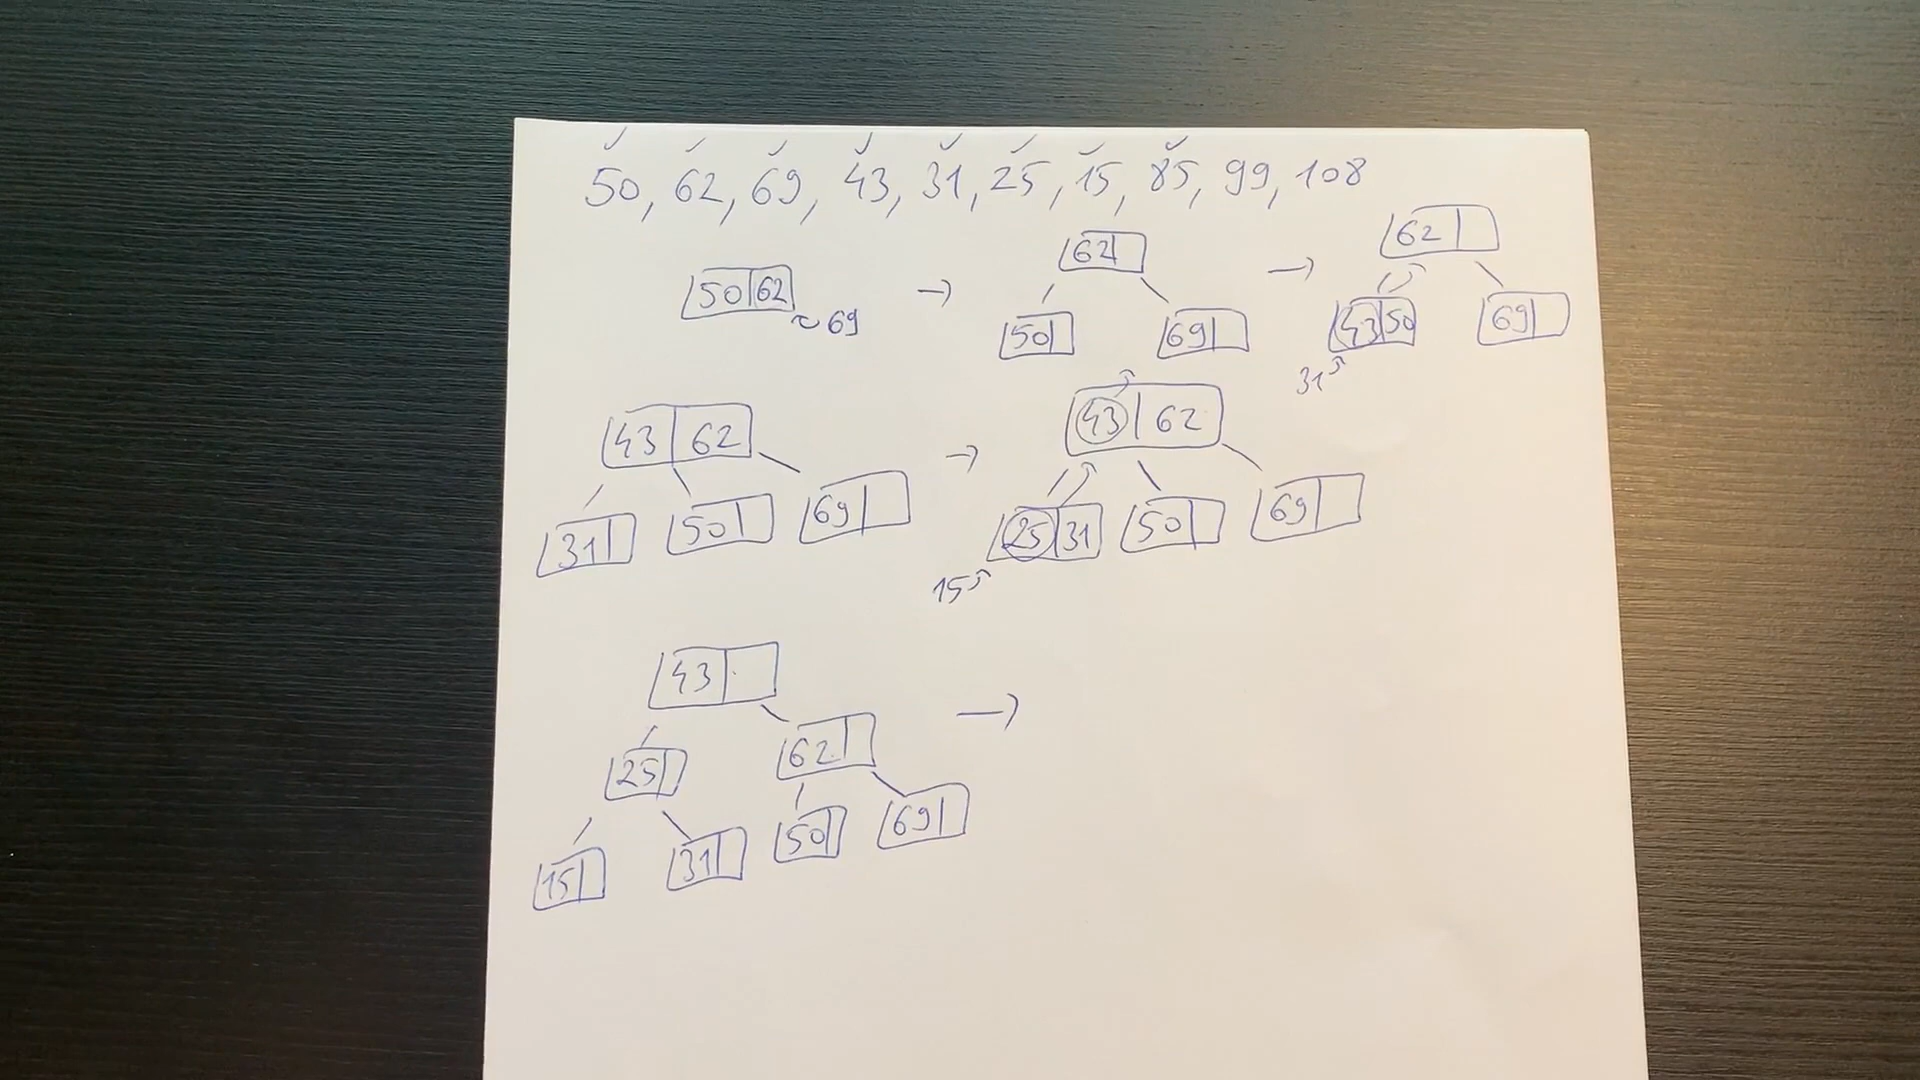 50, 62, 69, 43, 31, 25, 15, 85, 99, 108
50 62 69 → 62 50 69 → 62 43 50 69 31
43 62 31 50 69 → 43 62 25 31 50 69 15
43 →
25 62
15 31 50 69